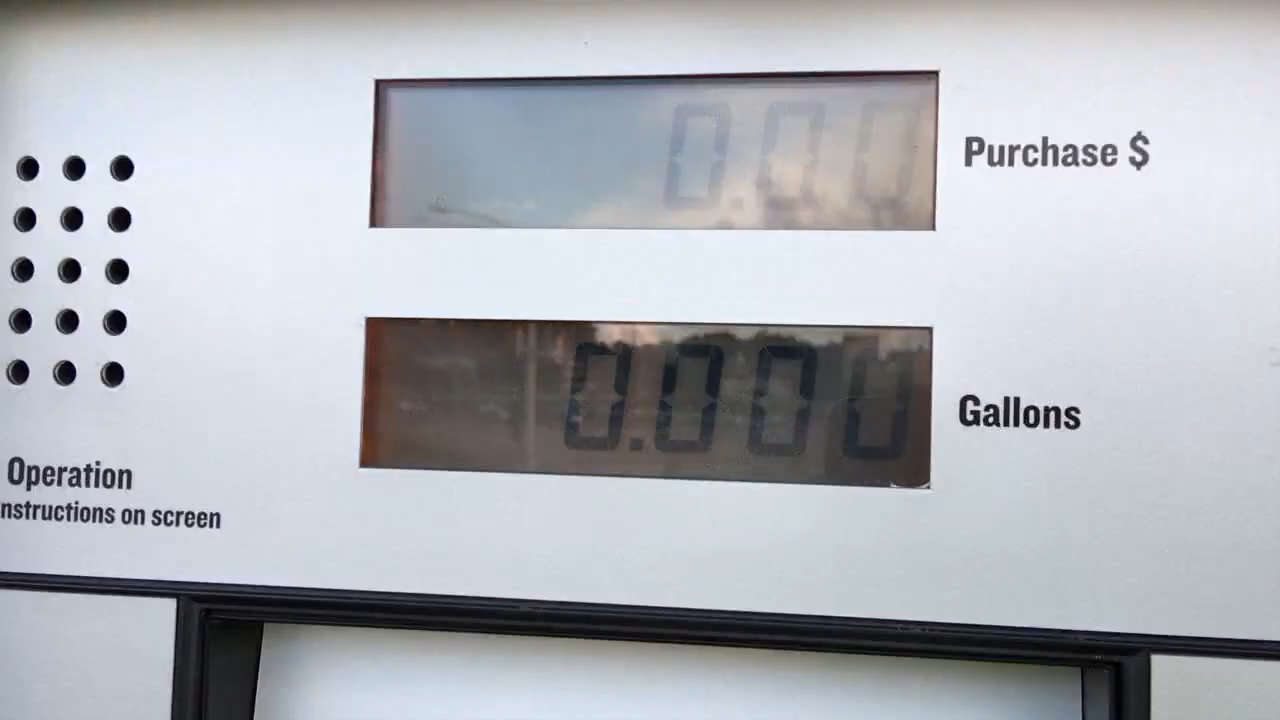 0.00
Purchase $
0.000
Gallons
Operation
nstructions on screen